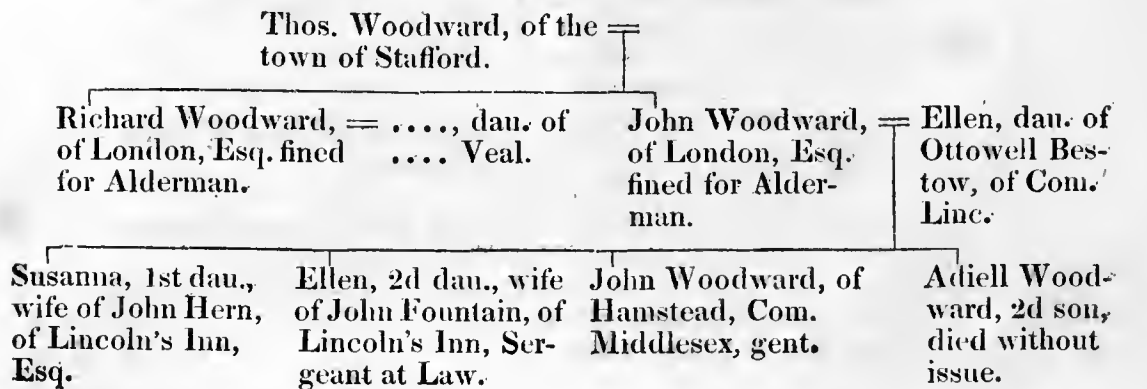 Thos. Woodward, of the =
town of Stafford.
Richard Woodward, =
of London, Esq. fined
for Alderman.
...., dau. of
.... Veal.
John Woodward, =
of London, Esq.
fined for Alder-
man.
Ellen, dau. of
Ottowell Bes-
tow, of Com.
Linc.
Susanna, 1st dau.,
wife of John Hern,
of Lincoln's Inn,
Esq.
Ellen, 2d dau., wife
of John Fountain, of
Lincoln's Inn, Ser-
geant at Law.
John Woodward, of
Hamstead, Com.
Middlesex, gent.
Adiell Wood-
ward, 2d son,
died without
issue.